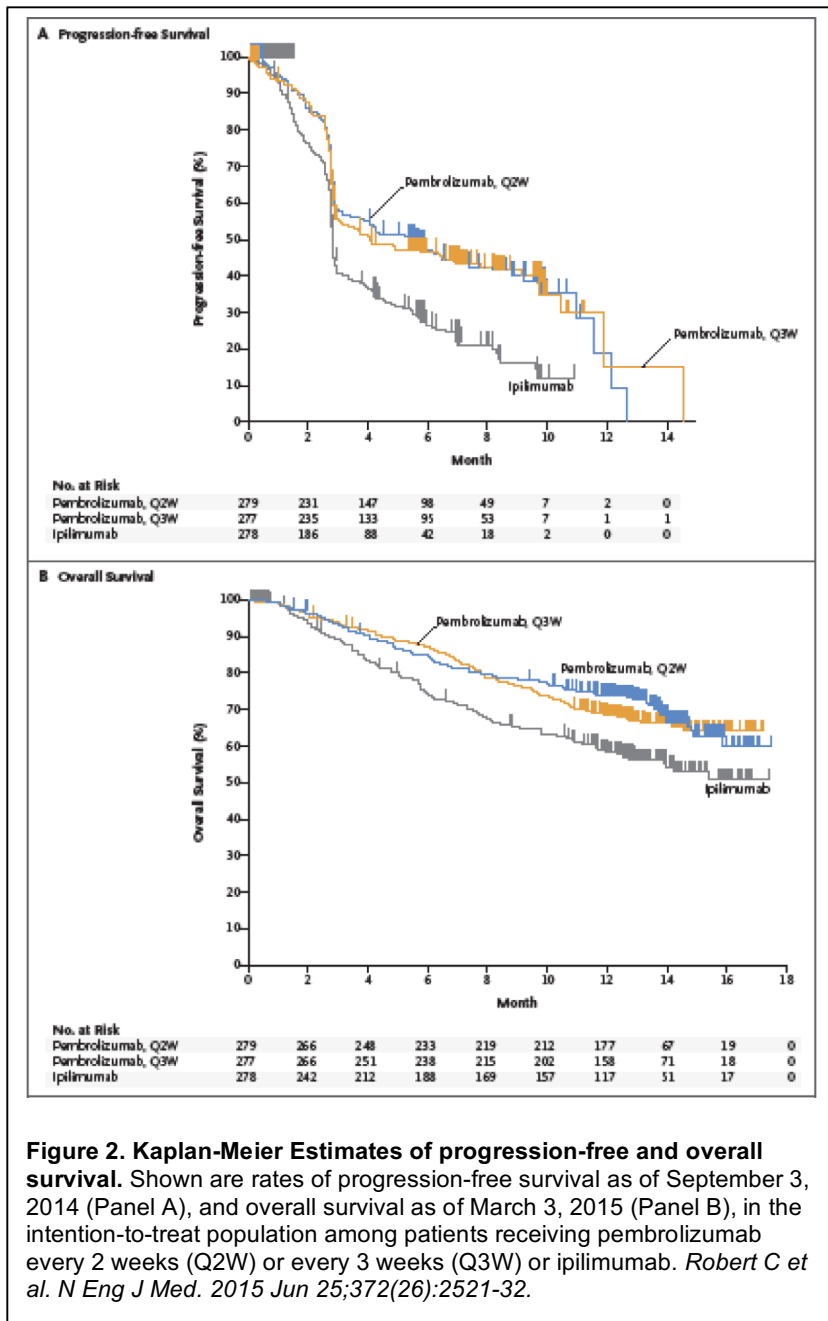 A Progression-free Survival
100
90
80
70
60
50
40
30
20
10
0
Progression-free Survival (%)
Pembrolizumab, Q2W
Pembrolizumab, Q3W
Ipilimumab
0 2 4 6 8 10 12 14
Month
No. at Risk
Pembrolizumab, Q2W 279 231 147 98 49 7 2 0
Pembrolizumab, Q3W 277 235 133 95 53 7 1 1
Ipilimumab 278 186 88 42 18 2 0 0
B Overall Survival
100
90
80
70
60
50
40
30
20
10
0
Overall Survival (%)
Pembrolizumab, Q3W
Pembrolizumab, Q2W
Ipilimumab
0 2 4 6 8 10 12 14 16 18
Month
No. at Risk
Pembrolizumab, Q2W 279 266 248 233 219 212 177 67 19 0
Pembrolizumab, Q3W 277 266 251 238 215 202 158 71 18 0
Ipilimumab 278 242 212 188 169 157 117 51 17 0
Figure 2. Kaplan-Meier Estimates of progression-free and overall
survival. Shown are rates of progression-free survival as of September 3,
2014 (Panel A), and overall survival as of March 3, 2015 (Panel B), in the
intention-to-treat population among patients receiving pembrolizumab
every 2 weeks (Q2W) or every 3 weeks (Q3W) or ipilimumab. Robert C et
al. N Eng J Med. 2015 Jun 25;372(26):2521-32.